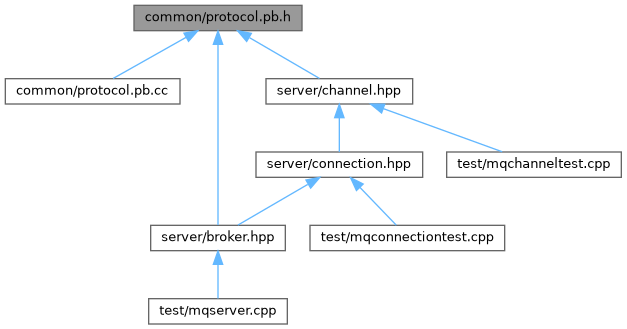 common/protocol.pb.h
common/protocol.pb.cc
server/channel.hpp
server/connection.hpp
test/mqchanneltest.cpp
server/broker.hpp
test/mqconnectiontest.cpp
test/mqserver.cpp